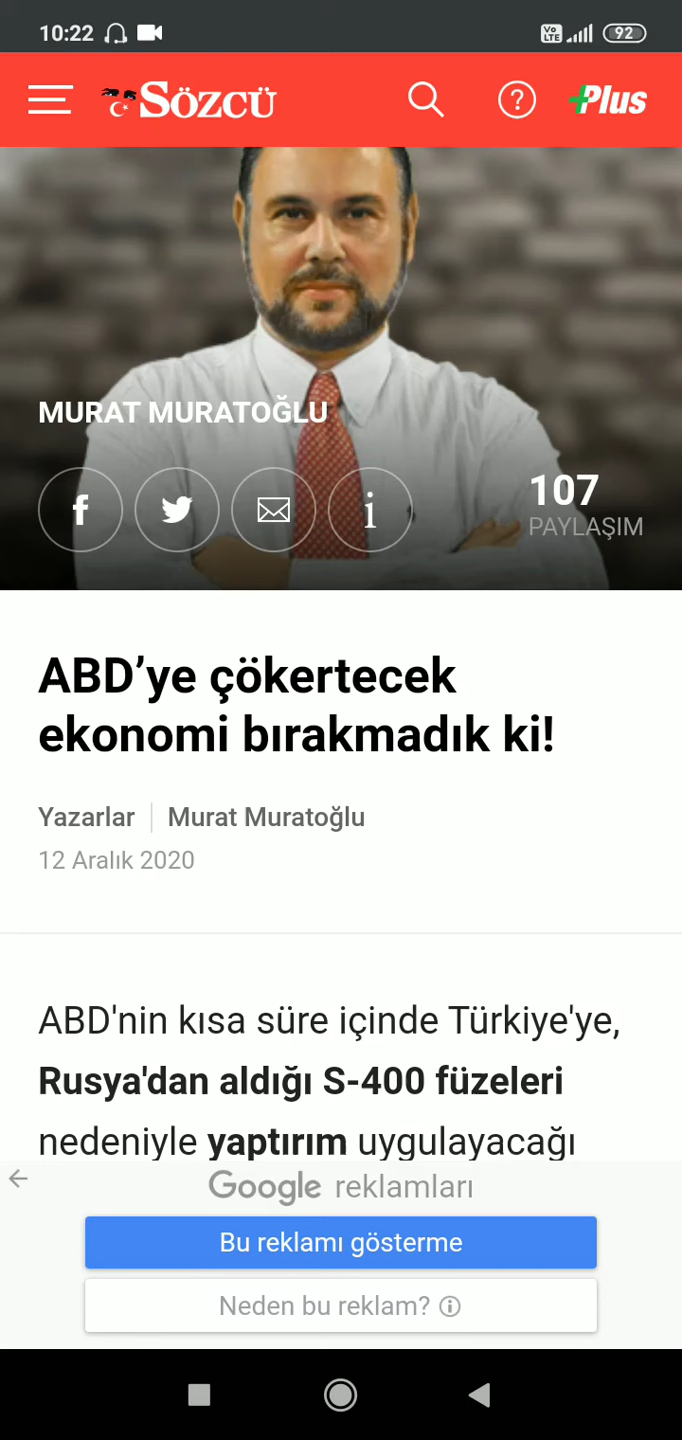 10:22
Vo LTE
92
SÖZCÜ
?
+Plus
MURAT MURATOĞLU
f
i
107
PAYLAŞIM
ABD’ye çökertecek
ekonomi bırakmadık ki!
Yazarlar | Murat Muratoğlu
12 Aralık 2020
ABD'nin kısa süre içinde Türkiye'ye,
Rusya'dan aldığı S-400 füzeleri
nedeniyle yaptırım uygulayacağı
Google reklamları
Bu reklamı gösterme
Neden bu reklam?